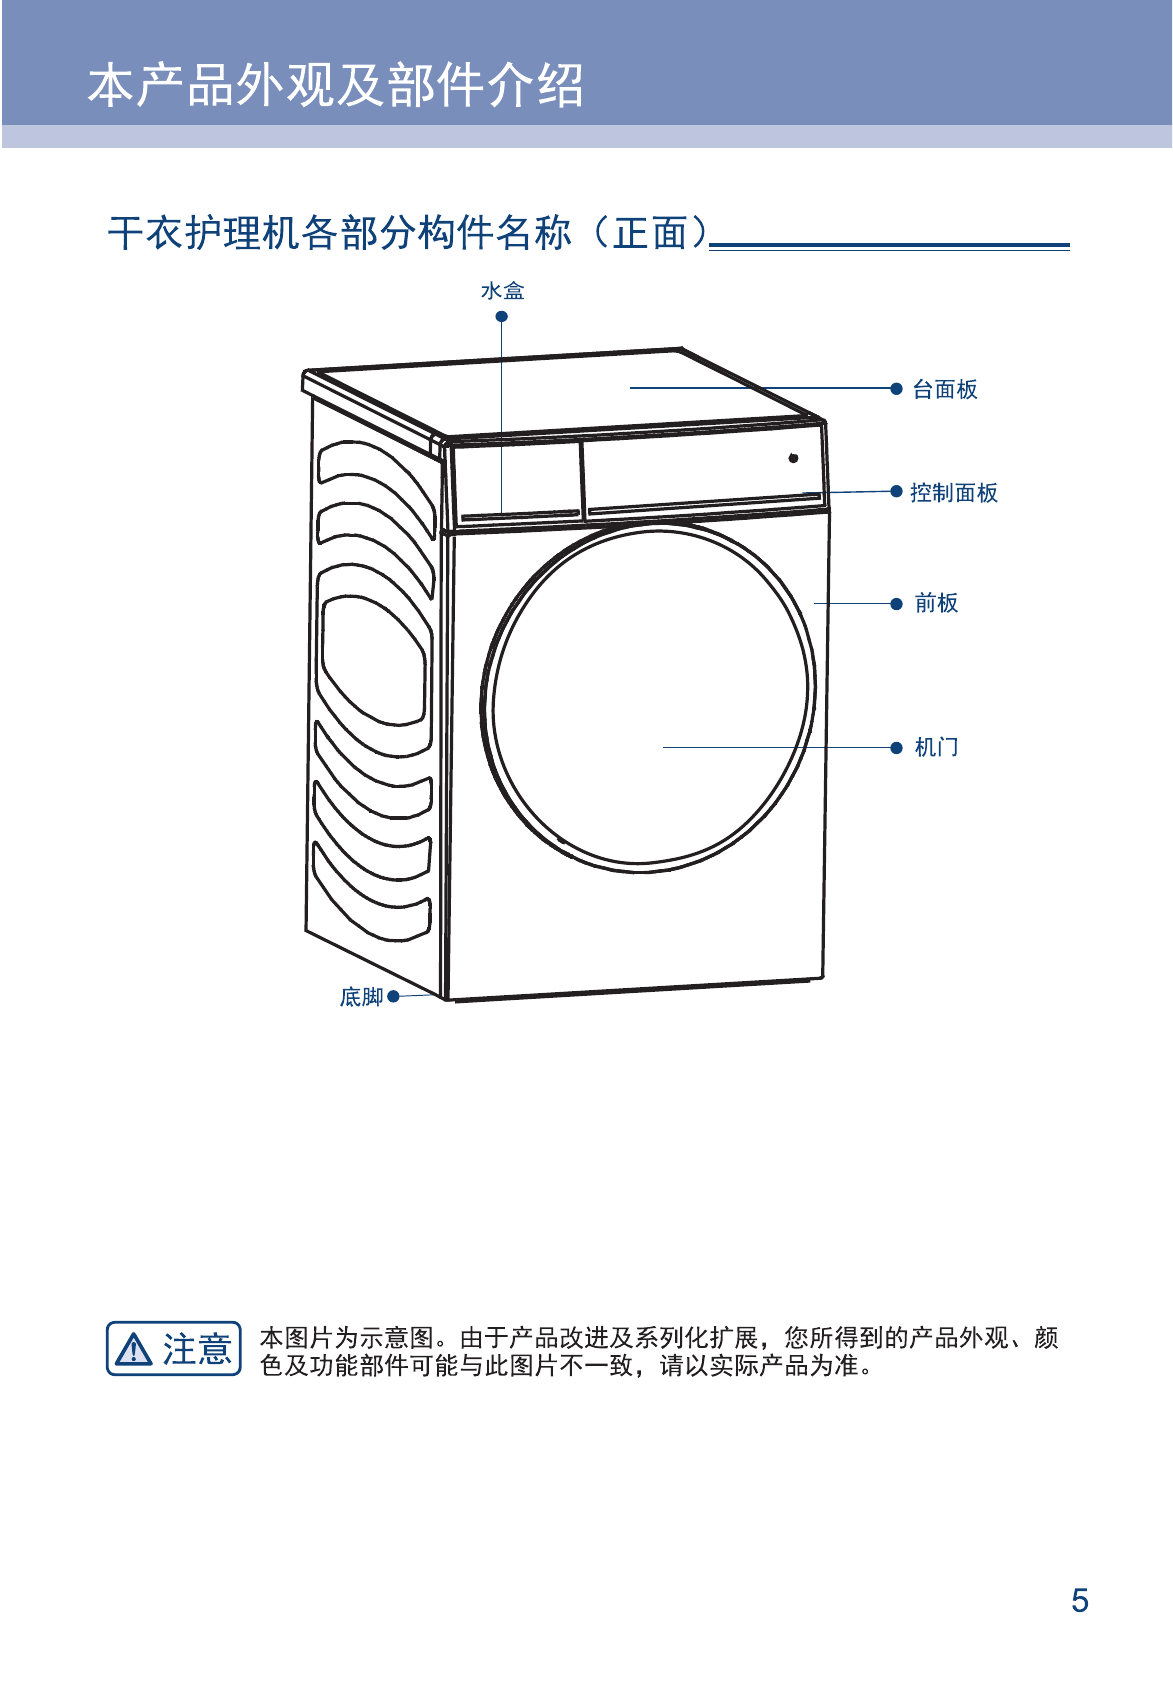 本产品外观及部件介绍
干衣护理机各部分构件名称（正面）
水盒
台面板
控制面板
前板
机门
底脚
注意
本图片为示意图。由于产品改进及系列化扩展，您所得到的产品外观、颜
色及功能部件可能与此图片不一致，请以实际产品为准。
5